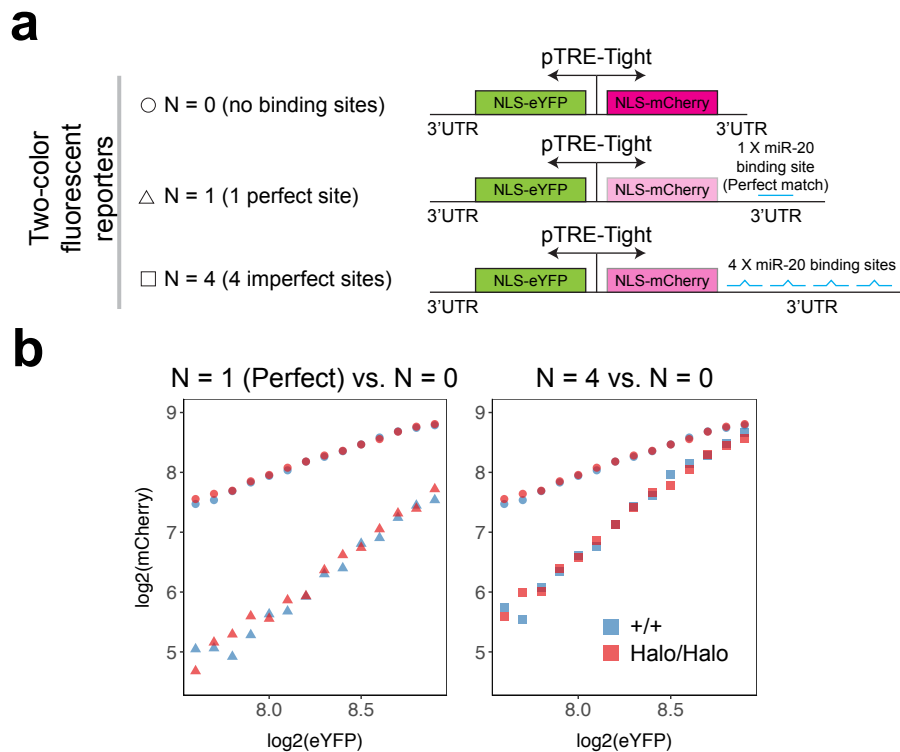 a
Two-color
fluorescent
reporters
N = 0 (no binding sites)
pTRE-Tight
NLS-eYFP
NLS-mCherry
3'UTR
3'UTR
N = 1 (1 perfect site)
pTRE-Tight
NLS-eYFP
NLS-mCherry
1 X miR-20
binding site
(Perfect match)
3'UTR
3'UTR
N = 4 (4 imperfect sites)
pTRE-Tight
NLS-eYFP
NLS-mCherry
4 X miR-20 binding sites
3'UTR
3'UTR
b
N = 1 (Perfect) vs. N = 0
N = 4 vs. N = 0
log2(mCherry)
9
8
7
6
5
8.0
8.5
log2(eYFP)
9
8
7
6
5
8.0
8.5
log2(eYFP)
+/+
Halo/Halo